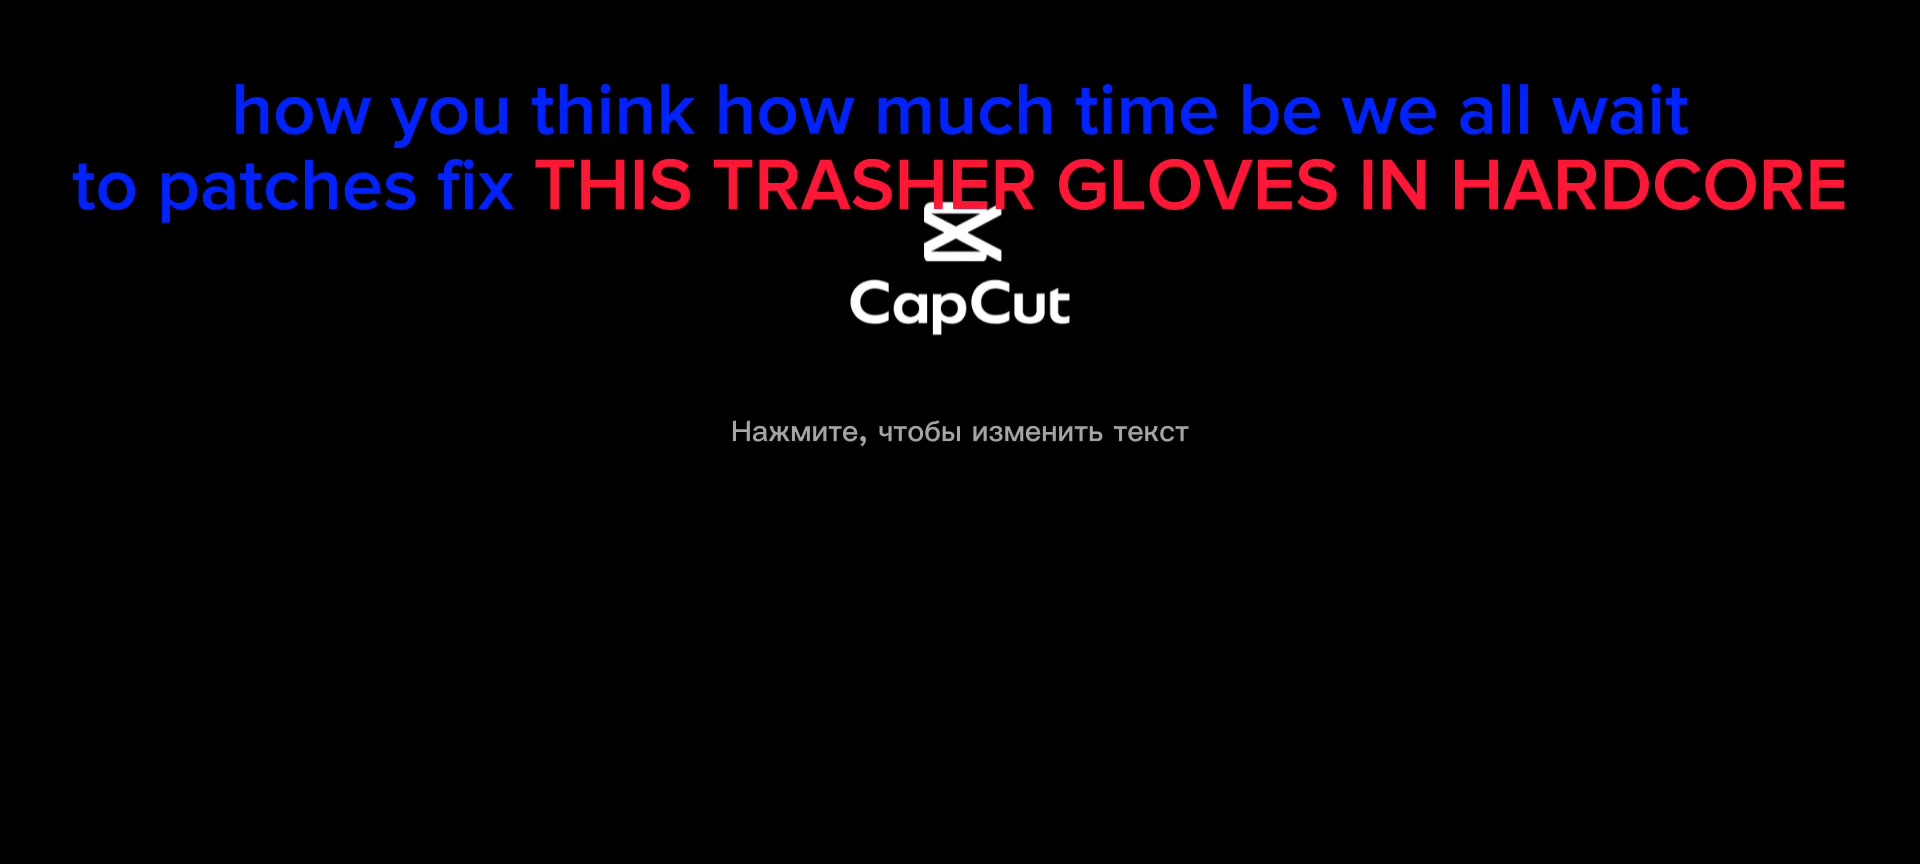 how you think how much time be we all wait
to patches fix THIS TRASHER GLOVES IN HARDCORE
CapCut
Нажмите, чтобы изменить текст